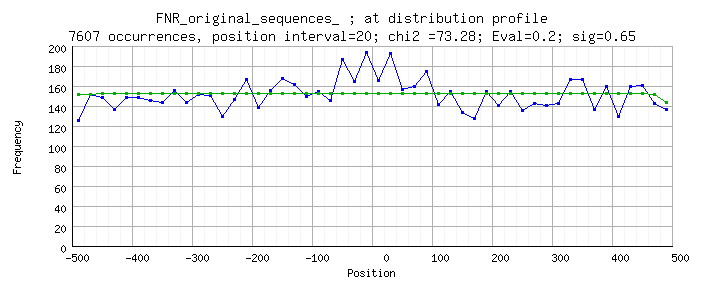 FNR_original_sequences_ ; at distribution profile
7607 occurrences, position interval=20; chi2 =73.28; Eval=0.2; sig=0.65
200
180
160
140
120
100
80
60
40
20
0
Frequency
-500 -400 -300 -200 -100 0 100 200 300 400 500
Position